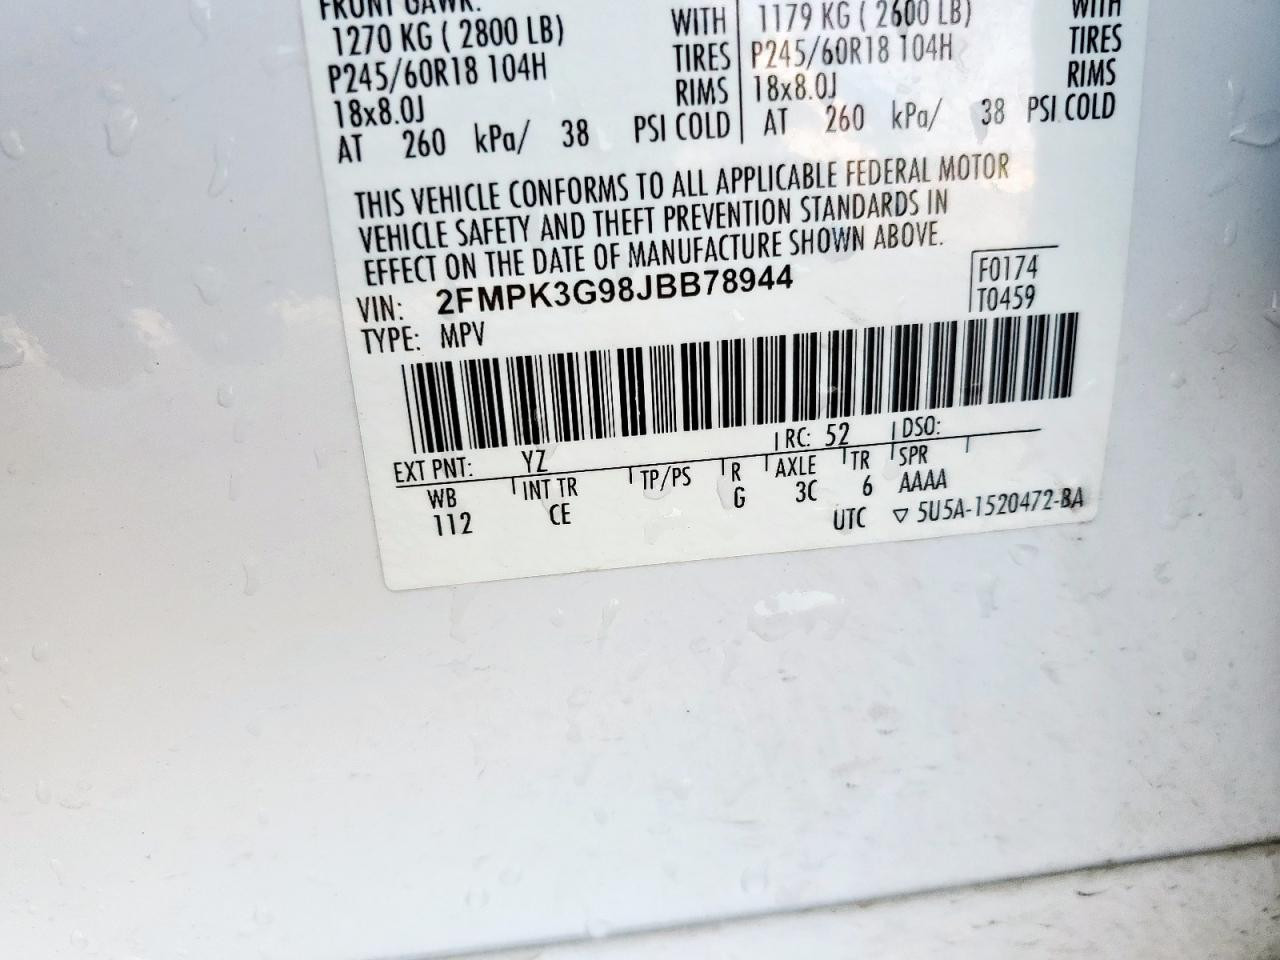 FRONT GAWR:
1270 KG ( 2800 LB) WITH
P245/60R18 104H TIRES
18x8.0J RIMS
AT 260 kPa/ 38 PSI COLD
1179 KG ( 2600 LB) WITH
P245/60R18 104H TIRES
18x8.0J RIMS
AT 260 kPa/ 38 PSI COLD
THIS VEHICLE CONFORMS TO ALL APPLICABLE FEDERAL MOTOR
VEHICLE SAFETY AND THEFT PREVENTION STANDARDS IN
EFFECT ON THE DATE OF MANUFACTURE SHOWN ABOVE.
VIN: 2FMPK3G98JBB78944
F0174
TYPE: MPV
T0459
EXT PNT: YZ RC: 52 DSO:
WB INT TR TP/PS R AXLE TR SPR
112 CE G 3C 6 AAAA
UTC ▽ 5U5A-1520472-BA